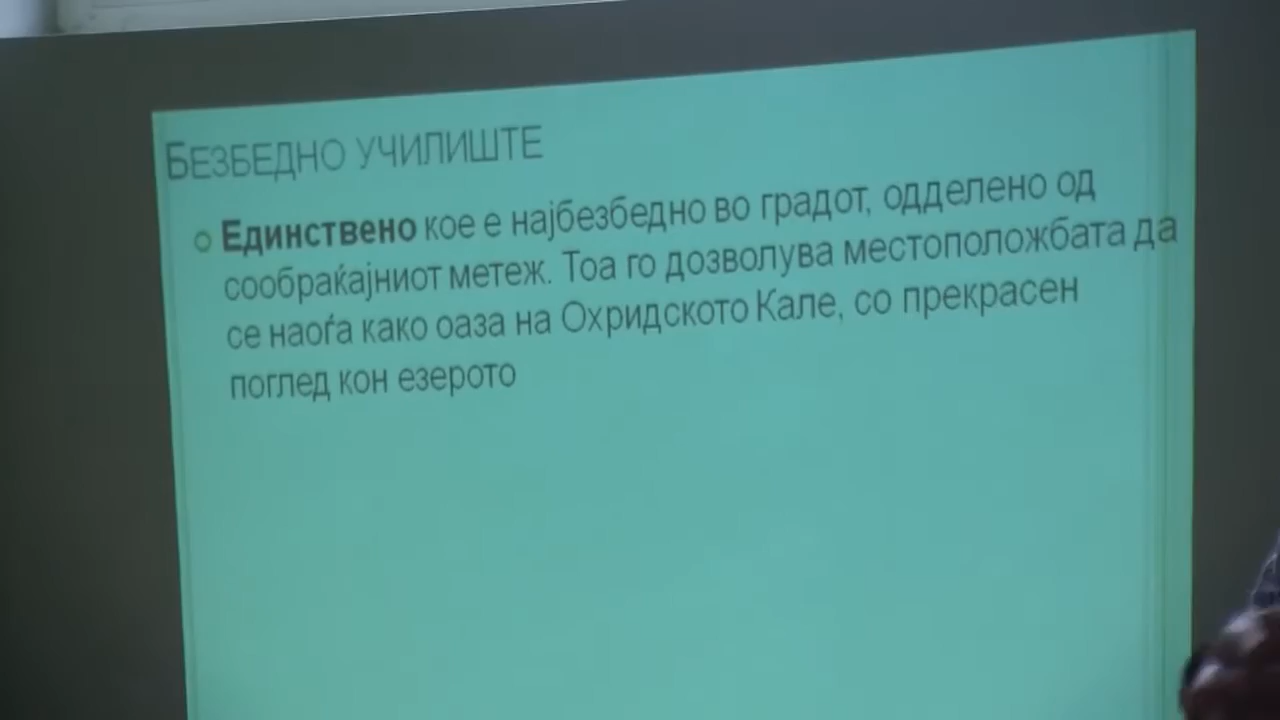 БЕЗБЕДНО УЧИЛИШТЕ
Единствено кое е најбезбедно во градот, одделено од
сообраќајниот метеж. Тоа го дозволува местоположбата да
се наоѓа како оаза на Охридското Кале, со прекрасен
поглед кон езерото